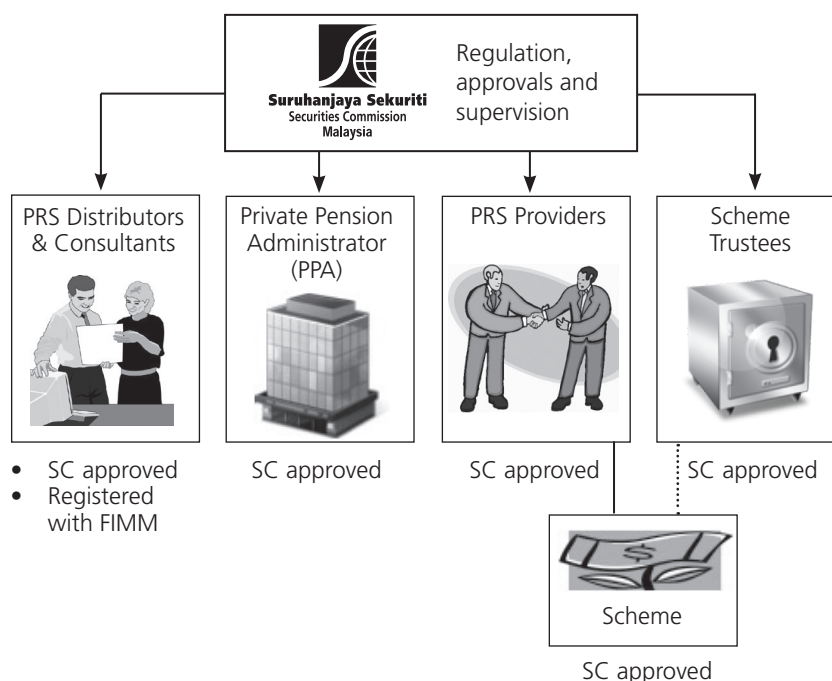 Suruhanjaya Sekuriti
Securities Commission
Malaysia
Regulation,
approvals and
supervision
PRS Distributors
& Consultants
Private Pension
Administrator
(PPA)
PRS Providers
Scheme
Trustees
• SC approved
• Registered
with FIMM
SC approved
SC approved
SC approved
$
Scheme
SC approved